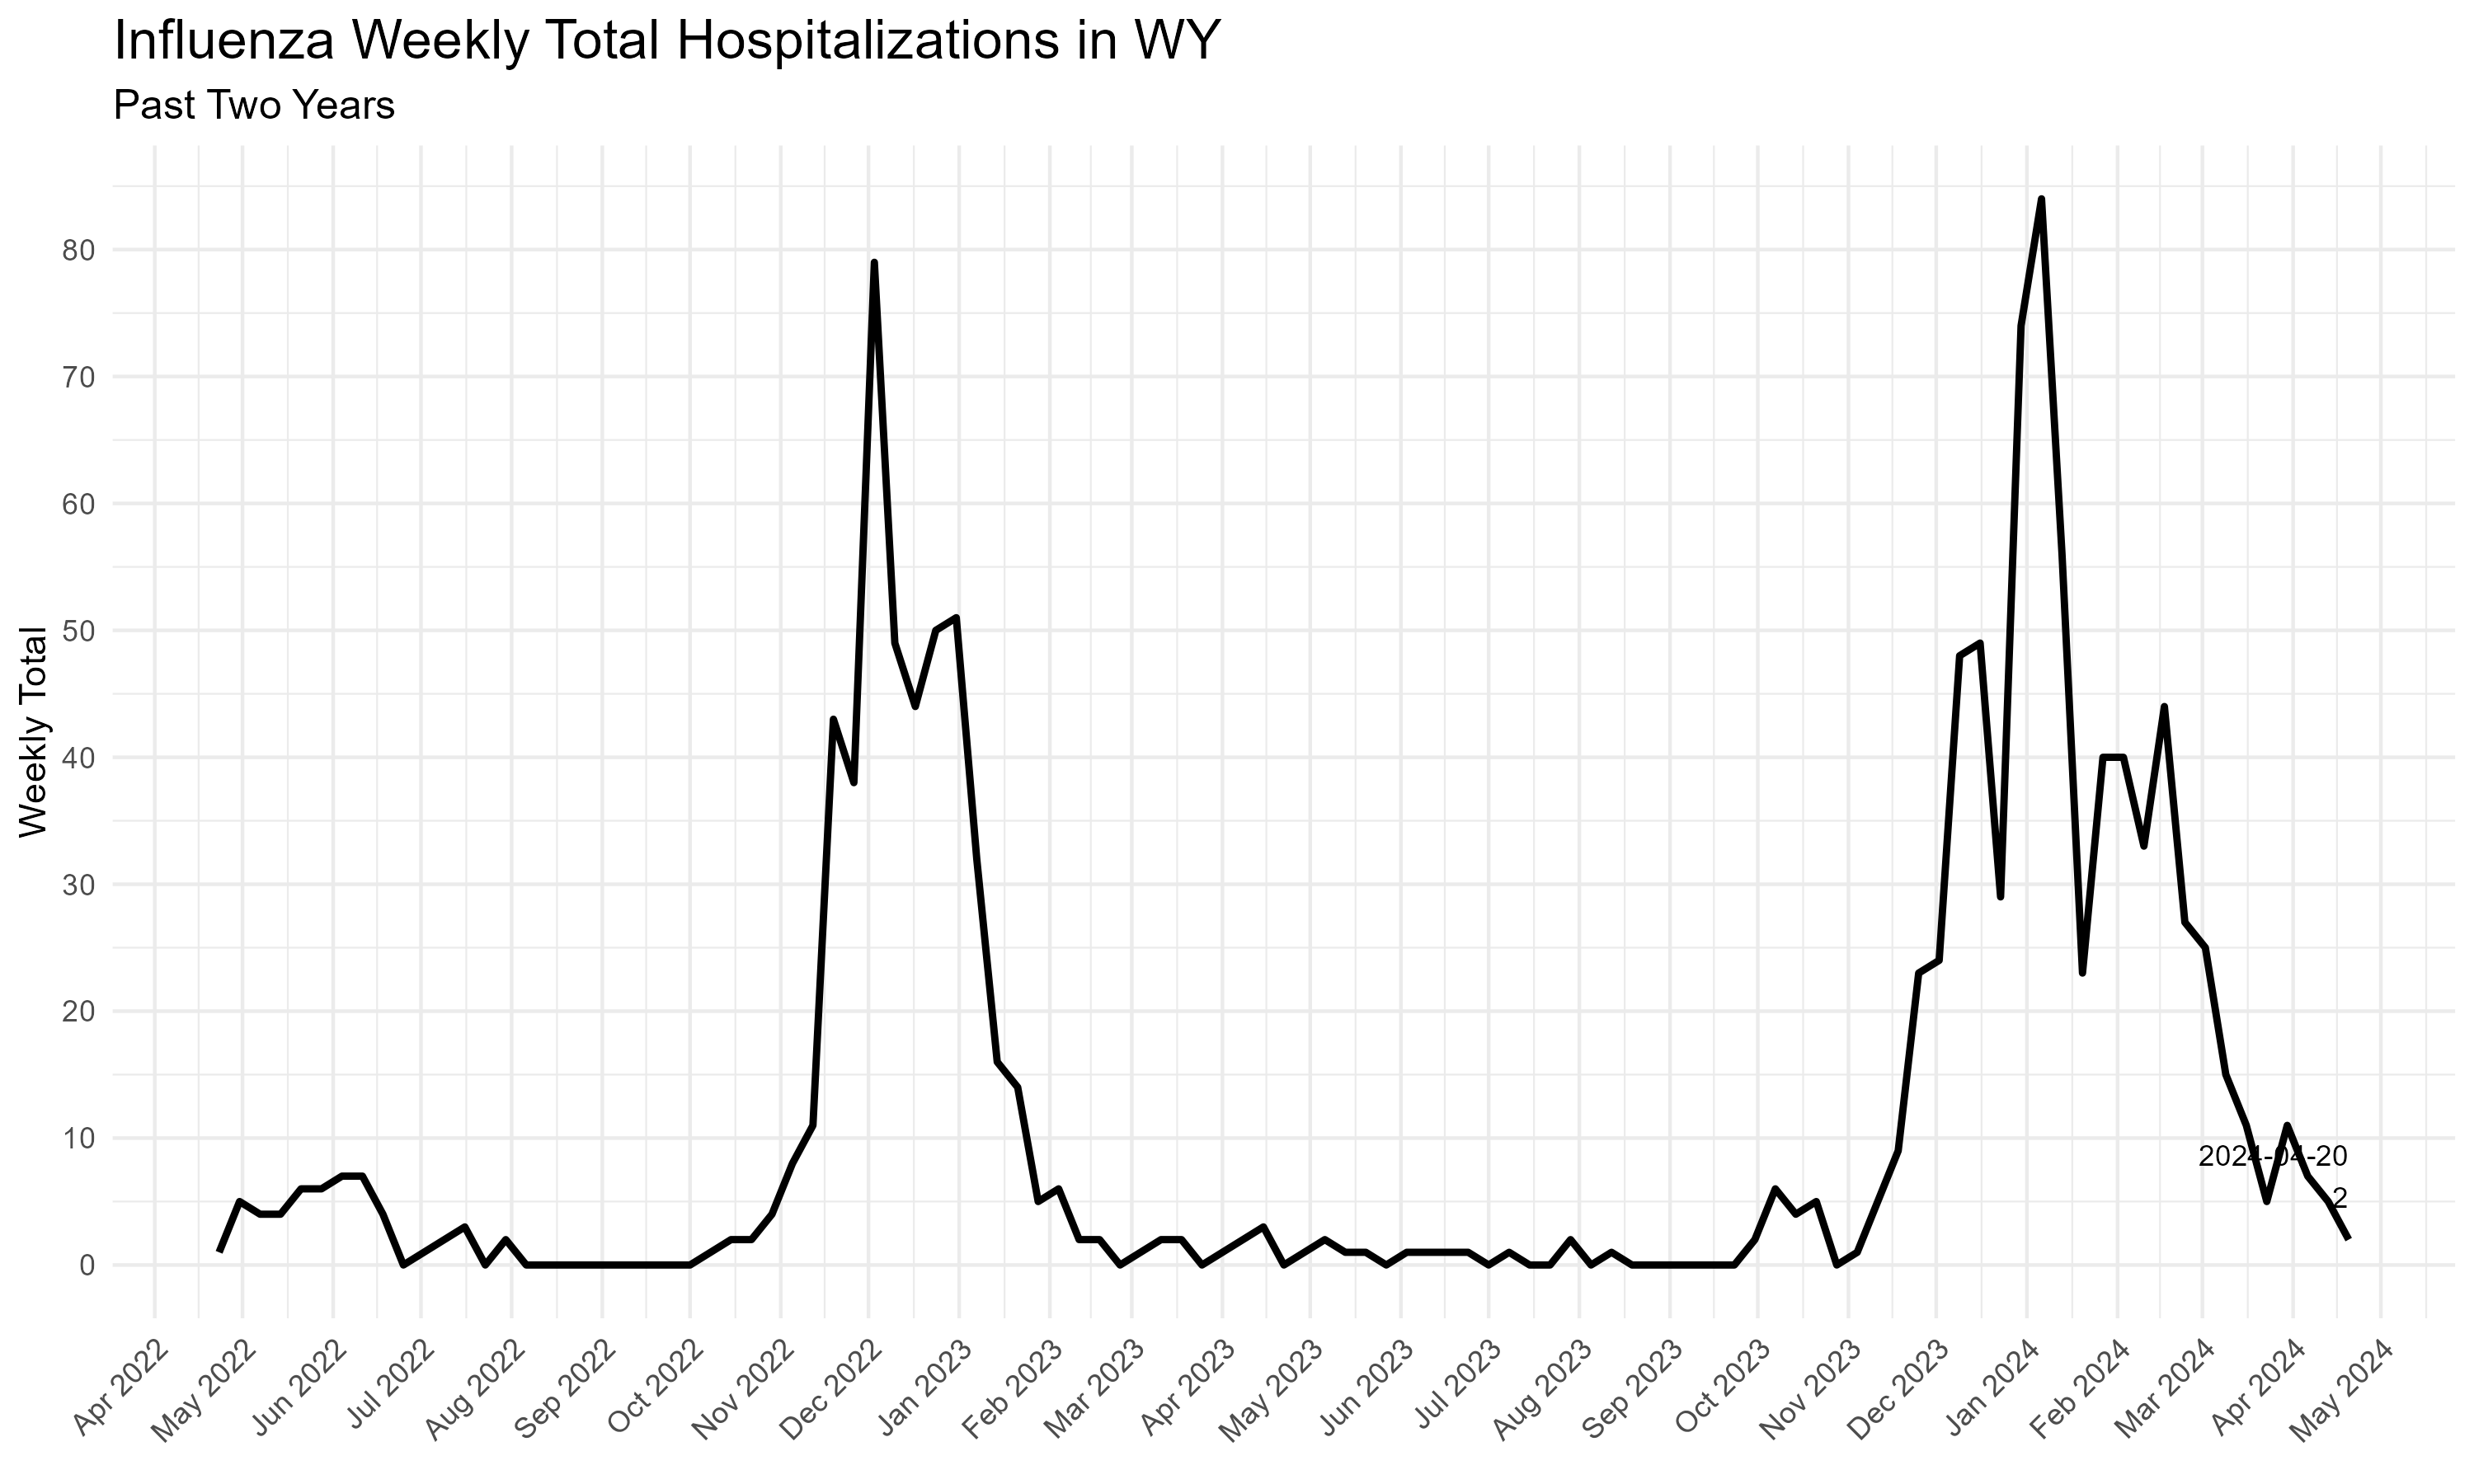 Influenza Weekly Total Hospitalizations in WY
Past Two Years
Weekly Total
80
70
60
50
40
30
20
10
0
2024-04-20
2
Apr 2022
May 2022
Jun 2022
Jul 2022
Aug 2022
Sep 2022
Oct 2022
Nov 2022
Dec 2022
Jan 2023
Feb 2023
Mar 2023
Apr 2023
May 2023
Jun 2023
Jul 2023
Aug 2023
Sep 2023
Oct 2023
Nov 2023
Dec 2023
Jan 2024
Feb 2024
Mar 2024
Apr 2024
May 2024